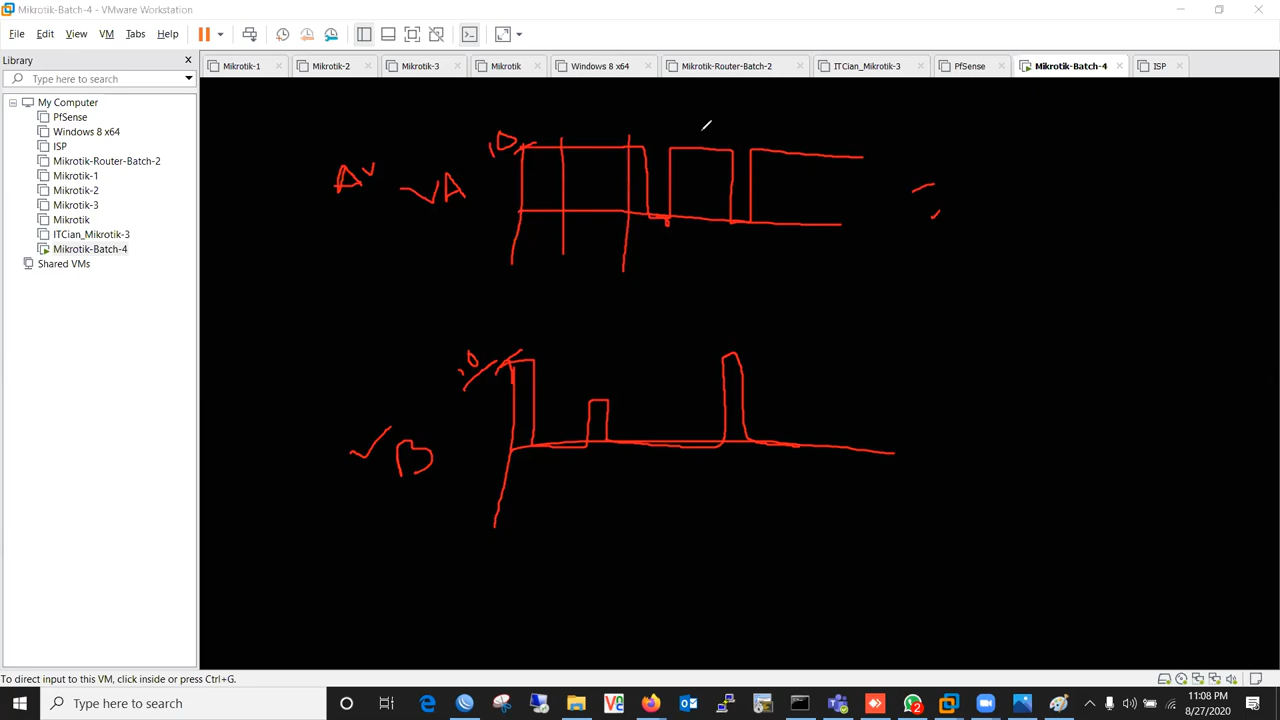 Mikrotik-Batch-4 - VMware Workstation
File Edit View VM Tabs Help
Library
Type here to search
My Computer
PfSense
Windows 8 x64
ISP
Mikrotik-Router-Batch-2
Mikrotik-1
Mikrotik-2
Mikrotik-3
Mikrotik
ITCian_Mikrotik-3
Mikrotik-Batch-4
Shared VMs
Mikrotik-1 Mikrotik-2 Mikrotik-3 Mikrotik Windows 8 x64 Mikrotik-Router-Batch-2 ITCian_Mikrotik-3 PfSense Mikrotik-Batch-4 ISP
A
B
To direct input to this VM, click inside or press Ctrl+G.
Type here to search
2
11:08 PM
8/27/2020